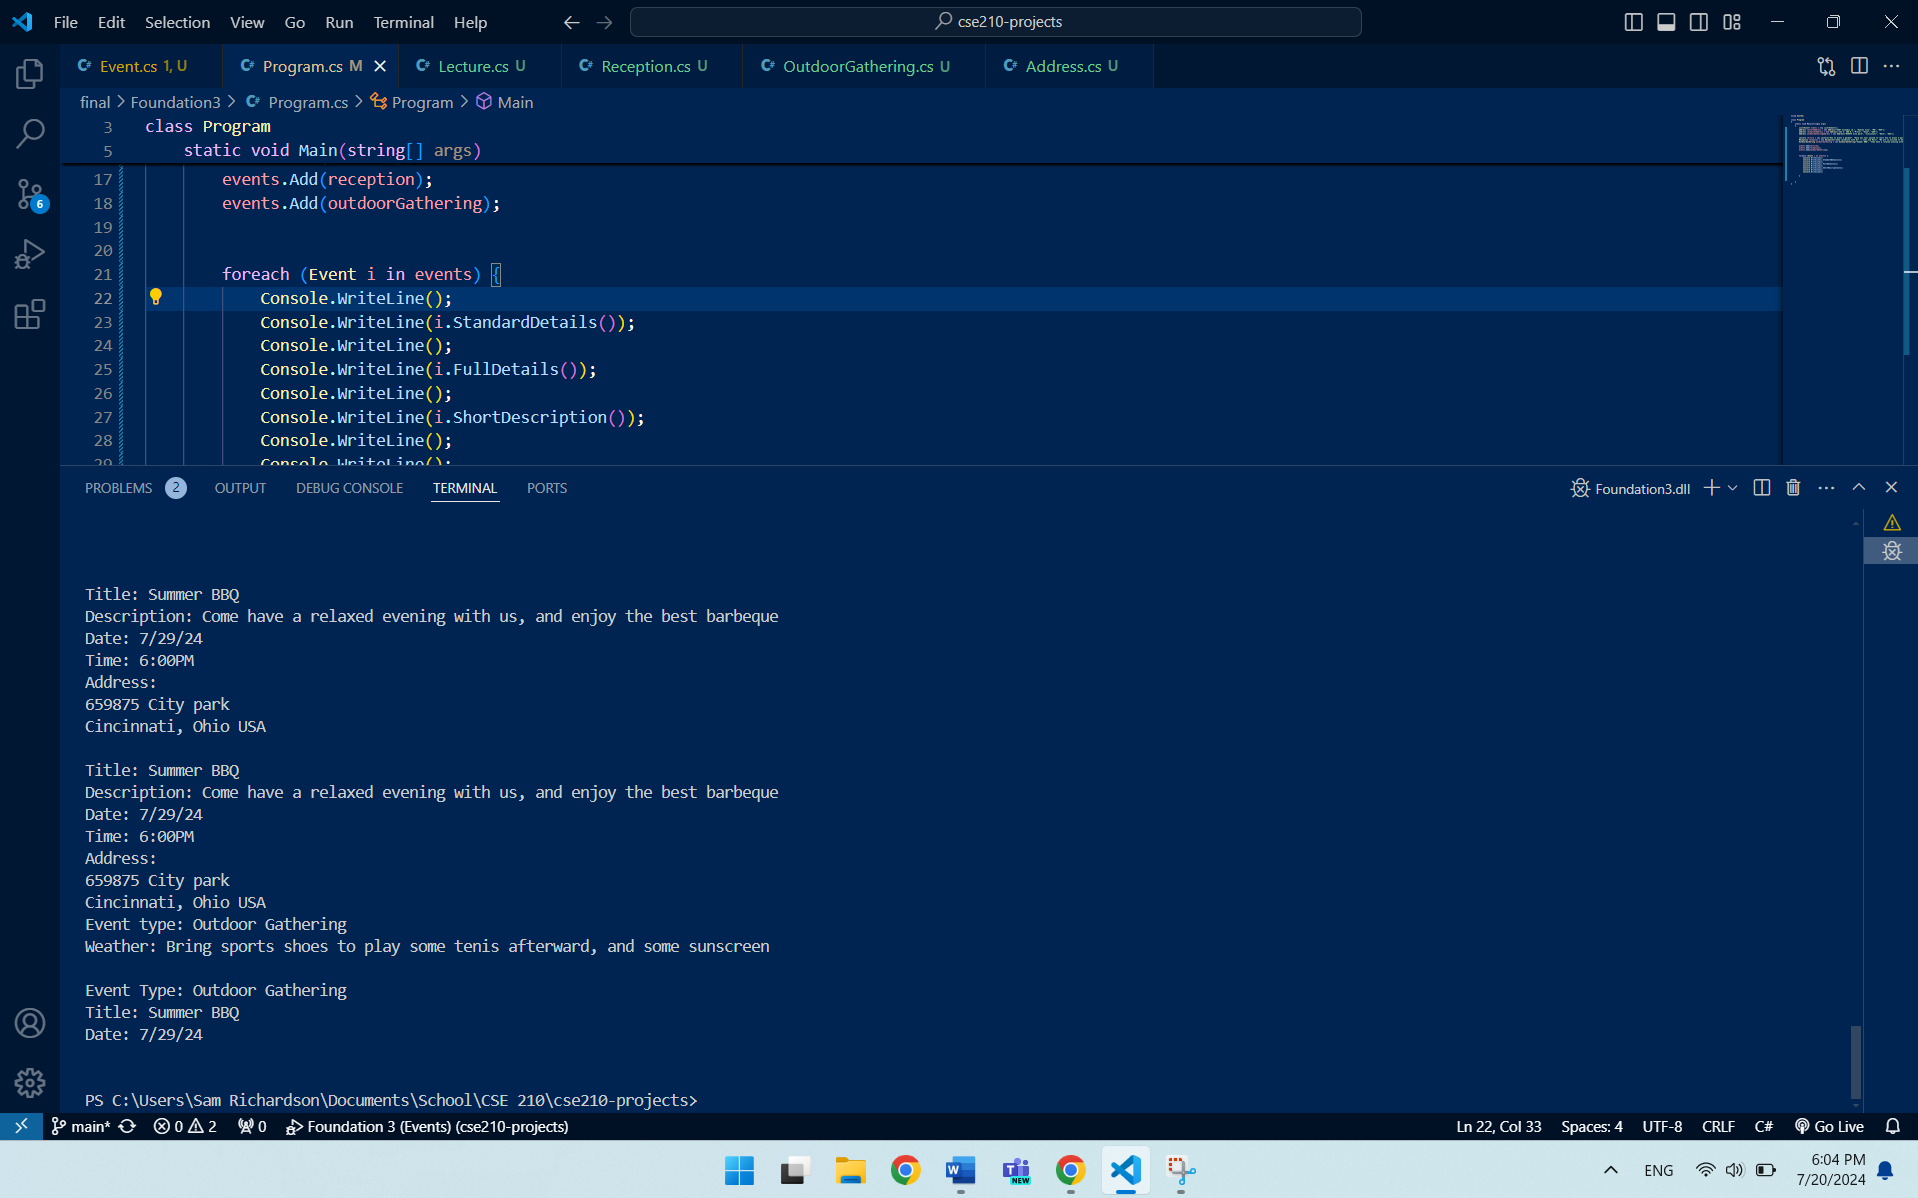 File Edit Selection View Go Run Terminal Help
cse210-projects
Event.cs 1, U
Program.cs M
Lecture.cs U
Reception.cs U
OutdoorGathering.cs U
Address.cs U
final > Foundation3 > Program.cs > Program > Main
3 class Program
5 static void Main(string[] args)
17 events.Add(reception);
18 events.Add(outdoorGathering);
19
20
21 foreach (Event i in events) {
22 Console.WriteLine();
23 Console.WriteLine(i.StandardDetails());
24 Console.WriteLine();
25 Console.WriteLine(i.FullDetails());
26 Console.WriteLine();
27 Console.WriteLine(i.ShortDescription());
28 Console.WriteLine();
29 Console.WriteLine();
PROBLEMS 2 OUTPUT DEBUG CONSOLE TERMINAL PORTS
Foundation3.dll
Title: Summer BBQ
Description: Come have a relaxed evening with us, and enjoy the best barbeque
Date: 7/29/24
Time: 6:00PM
Address:
659875 City park
Cincinnati, Ohio USA
Title: Summer BBQ
Description: Come have a relaxed evening with us, and enjoy the best barbeque
Date: 7/29/24
Time: 6:00PM
Address:
659875 City park
Cincinnati, Ohio USA
Event type: Outdoor Gathering
Weather: Bring sports shoes to play some tenis afterward, and some sunscreen
Event Type: Outdoor Gathering
Title: Summer BBQ
Date: 7/29/24
PS C:\Users\Sam Richardson\Documents\School\CSE 210\cse210-projects>
6
main* 0 2 0 Foundation 3 (Events) (cse210-projects)
Ln 22, Col 33 Spaces: 4 UTF-8 CRLF C# Go Live
NEW
ENG
6:04 PM
7/20/2024